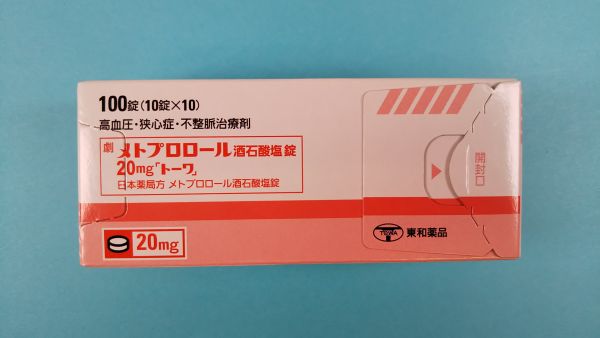 100錠(10錠×10)
高血圧・狭心症・不整脈治療剤
劇 メトプロロール酒石酸塩錠
20mg「トーワ」
日本薬局方 メトプロロール酒石酸塩錠
開封口
20mg
TOWA 東和薬品